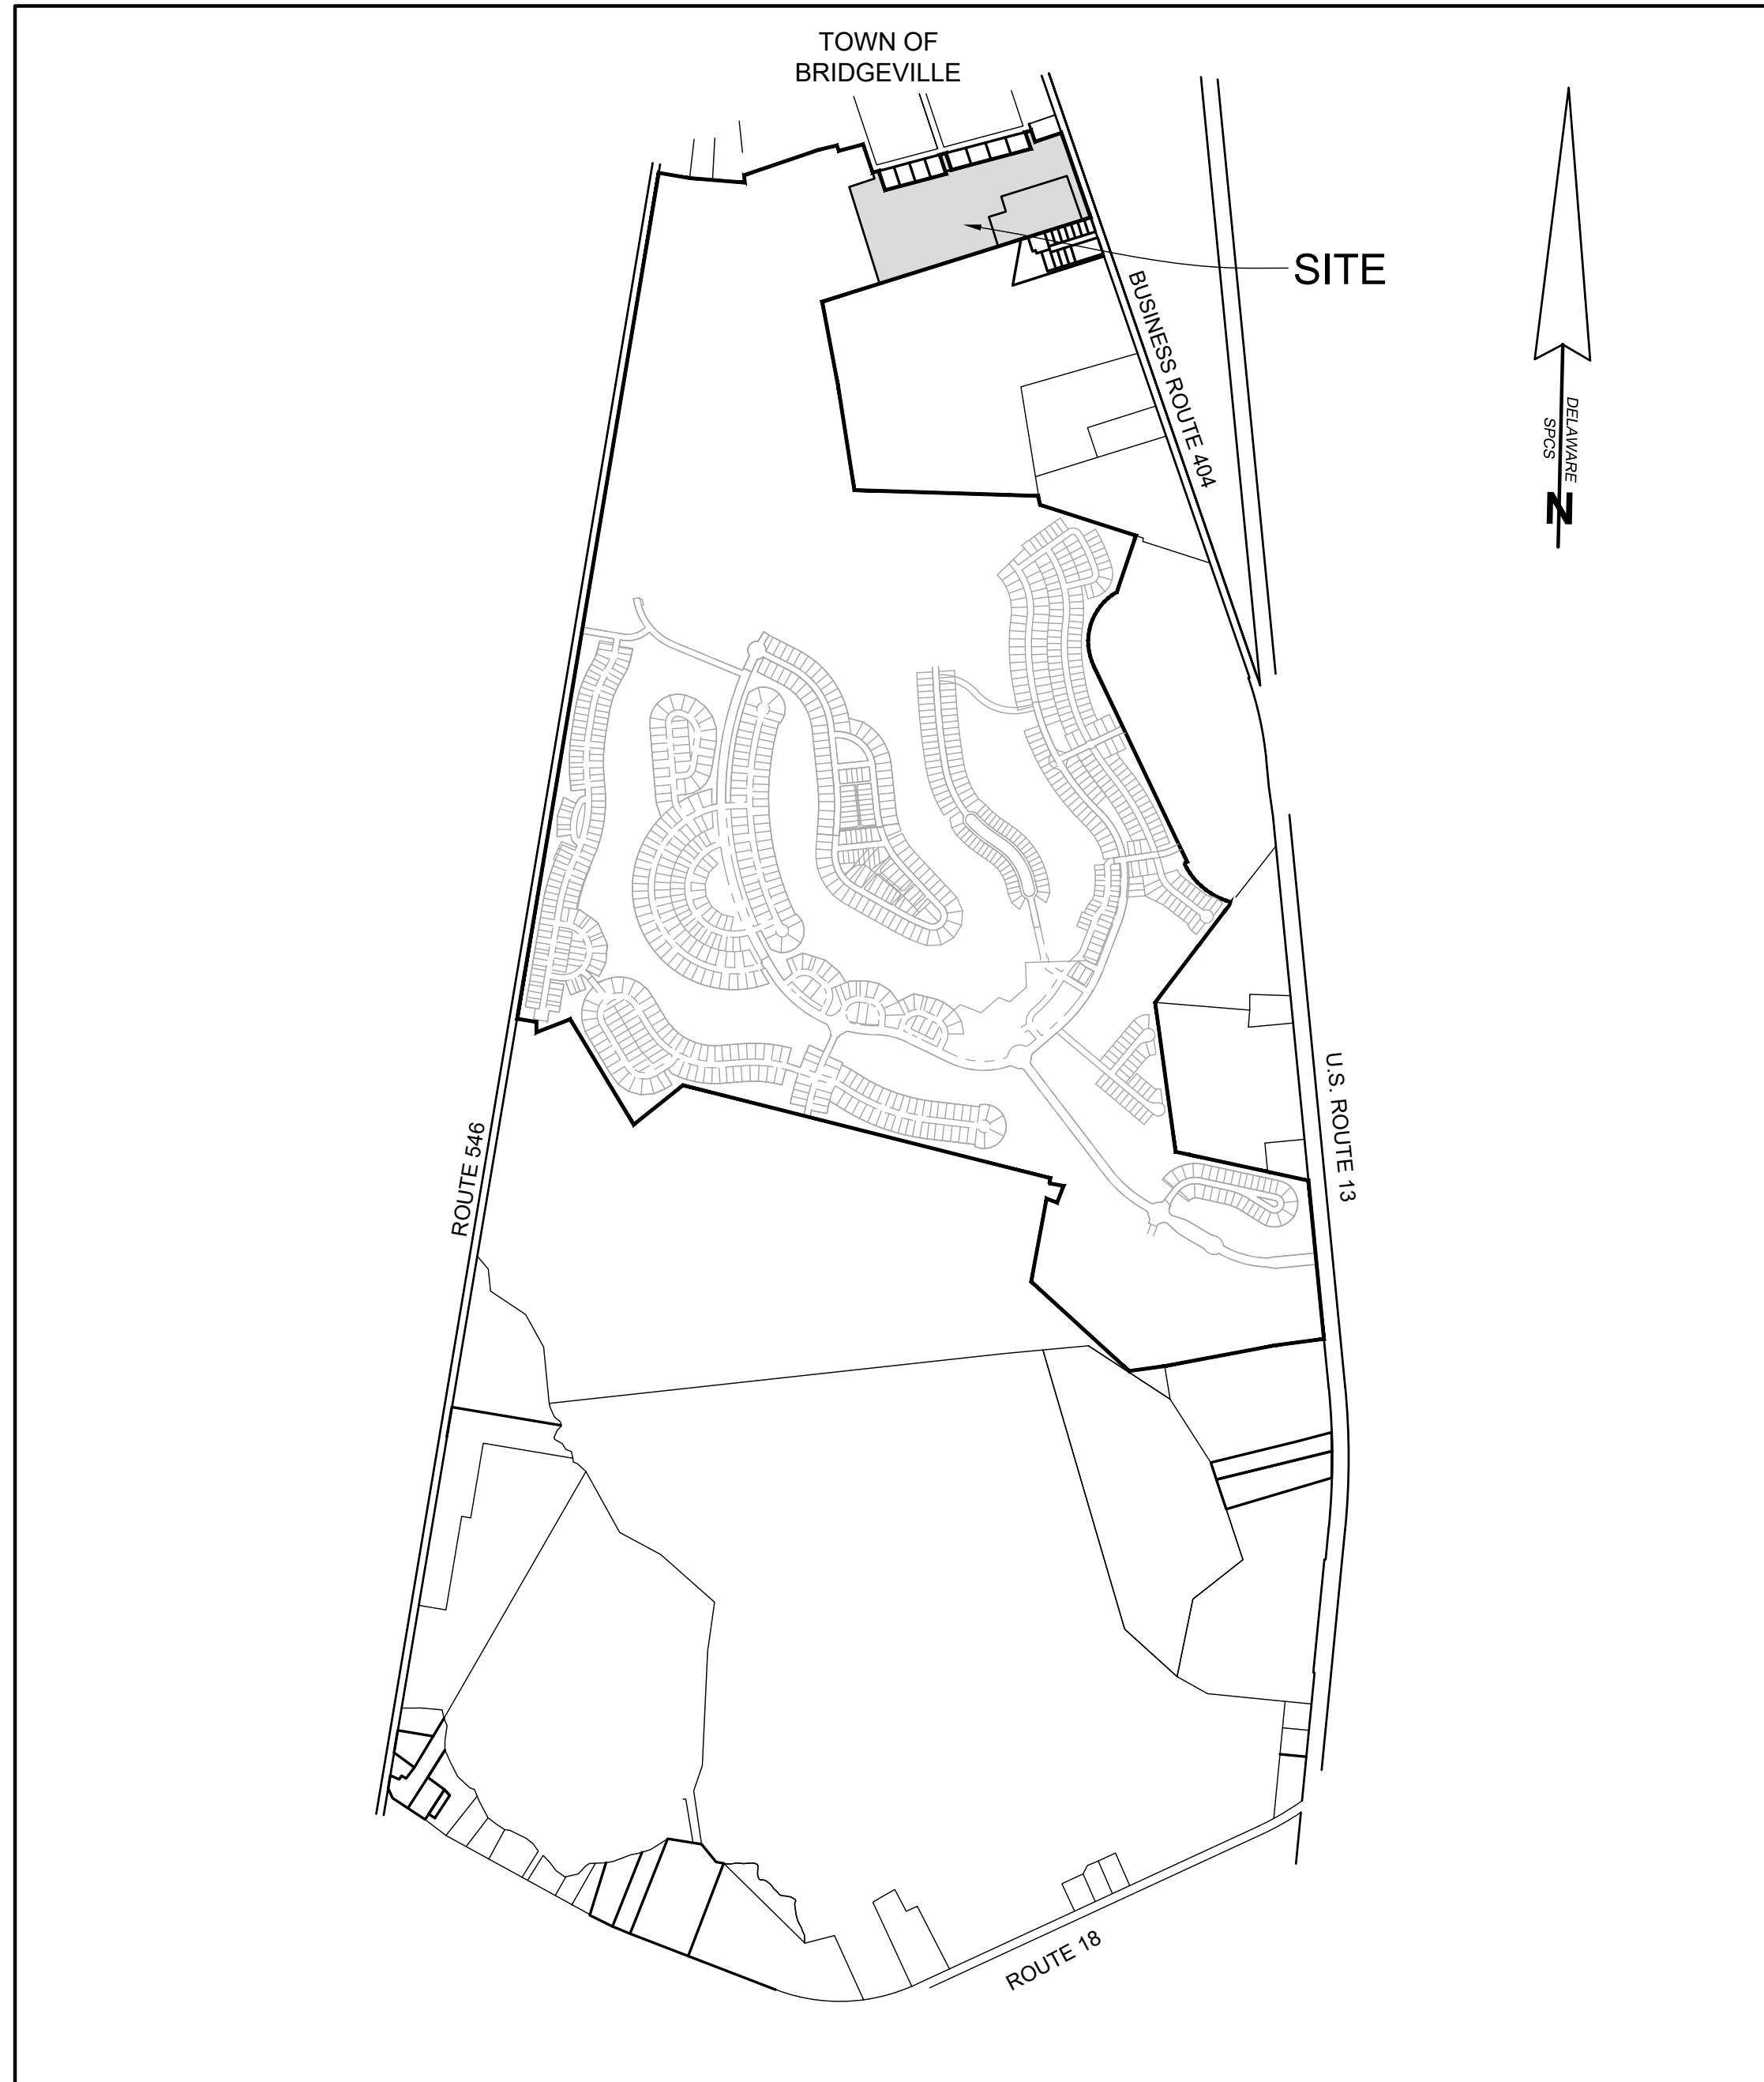 TOWN OF
BRIDGEVILLE
SITE
BUSINESS ROUTE 404
DELAWARE
SPCS
N
U.S. ROUTE 13
ROUTE 546
ROUTE 18